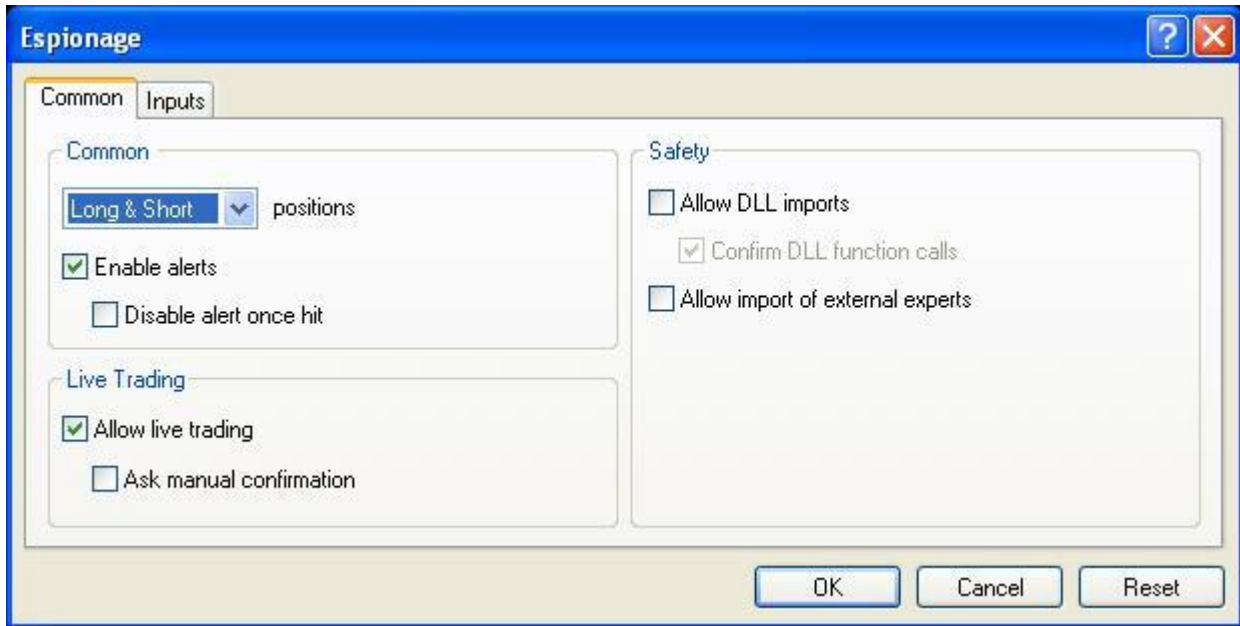 Espionage
Common Inputs
Common
Long & Short positions
Enable alerts
Disable alert once hit
Live Trading
Allow live trading
Ask manual confirmation
Safety
Allow DLL imports
Confirm DLL function calls
Allow import of external experts
OK Cancel Reset